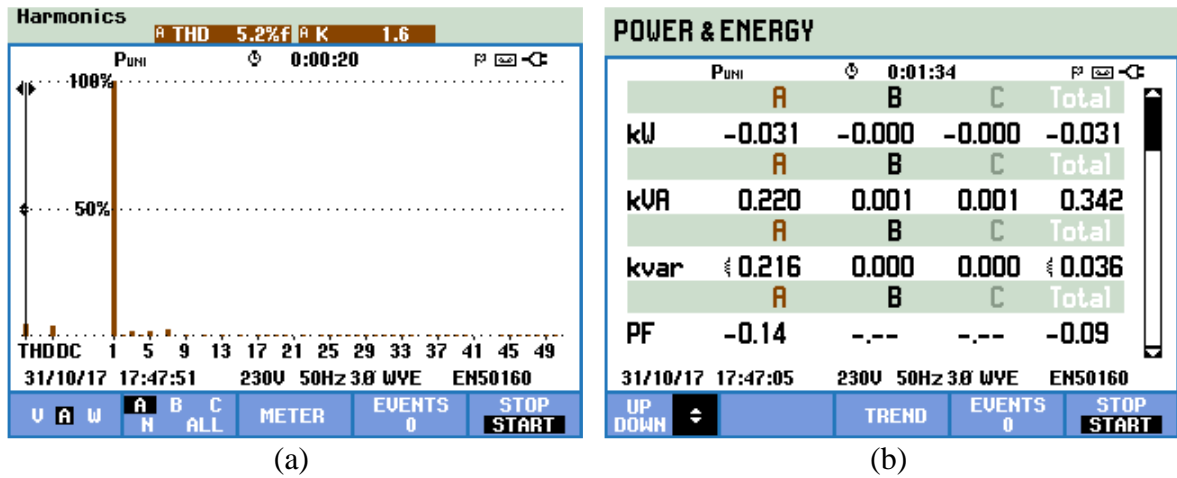 Harmonics
A THD 5.2%f A K 1.6
PUNI 0:00:20
100%
50%
THD DC 1 5 9 13 17 21 25 29 33 37 41 45 49
31/10/17 17:47:51 230V 50Hz 3Ø WYE EN50160
V A W A B C N ALL METER EVENTS 0 STOP START
(a)
POWER & ENERGY
PUNI 0:01:34
A B C Total
kW -0.031 -0.000 -0.000 -0.031
A B C Total
kVA 0.220 0.001 0.001 0.342
A B C Total
kvar 0.216 0.000 0.000 0.036
A B C Total
PF -0.14 -.-- -.-- -0.09
31/10/17 17:47:05 230V 50Hz 3Ø WYE EN50160
UP DOWN TREND EVENTS 0 STOP START
(b)